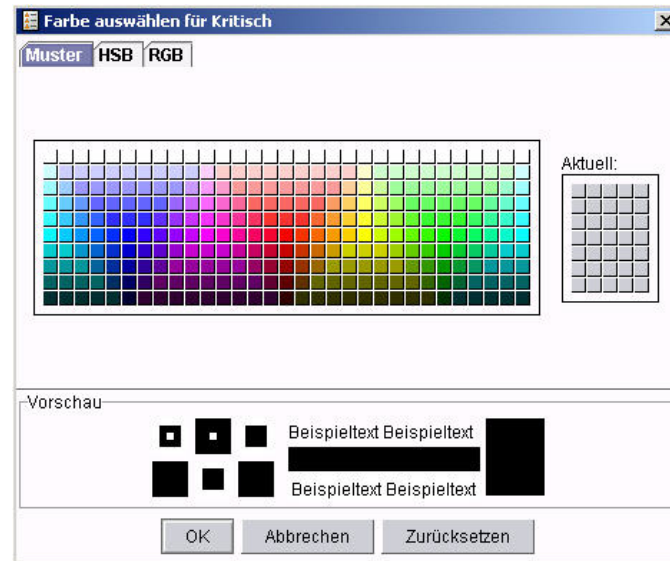 Farbe auswählen für Kritisch
Muster HSB RGB
Aktuell:
Vorschau
Beispieltext Beispieltext
Beispieltext Beispieltext
OK Abbrechen Zurücksetzen